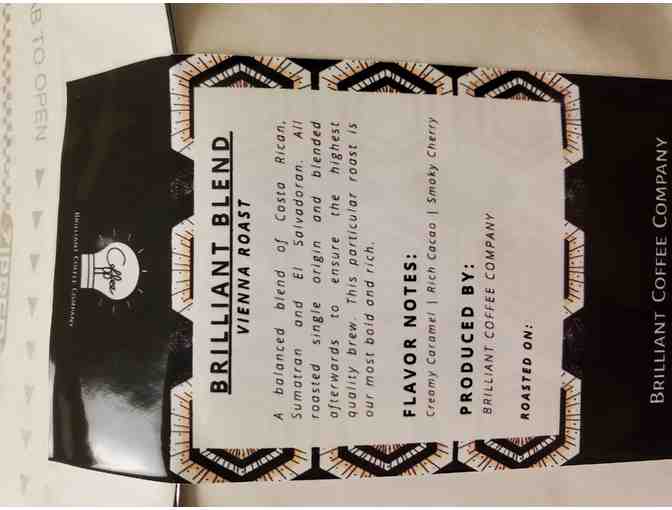 BRILLIANT BLEND
VIENNA ROAST
A balanced blend of Costa Rican,
Sumatran and El Salvadoran. All
roasted single origin and blended
afterwards to ensure the highest
quality brew. This particular roast is
our most bold and rich.
FLAVOR NOTES:
Creamy Caramel | Rich Cacao | Smoky Cherry
PRODUCED BY:
BRILLIANT COFFEE COMPANY
ROASTED ON:
Coffee
BRILLIANT COFFEE COMPANY
BRILLIANT COFFEE COMPANY
TO OPEN